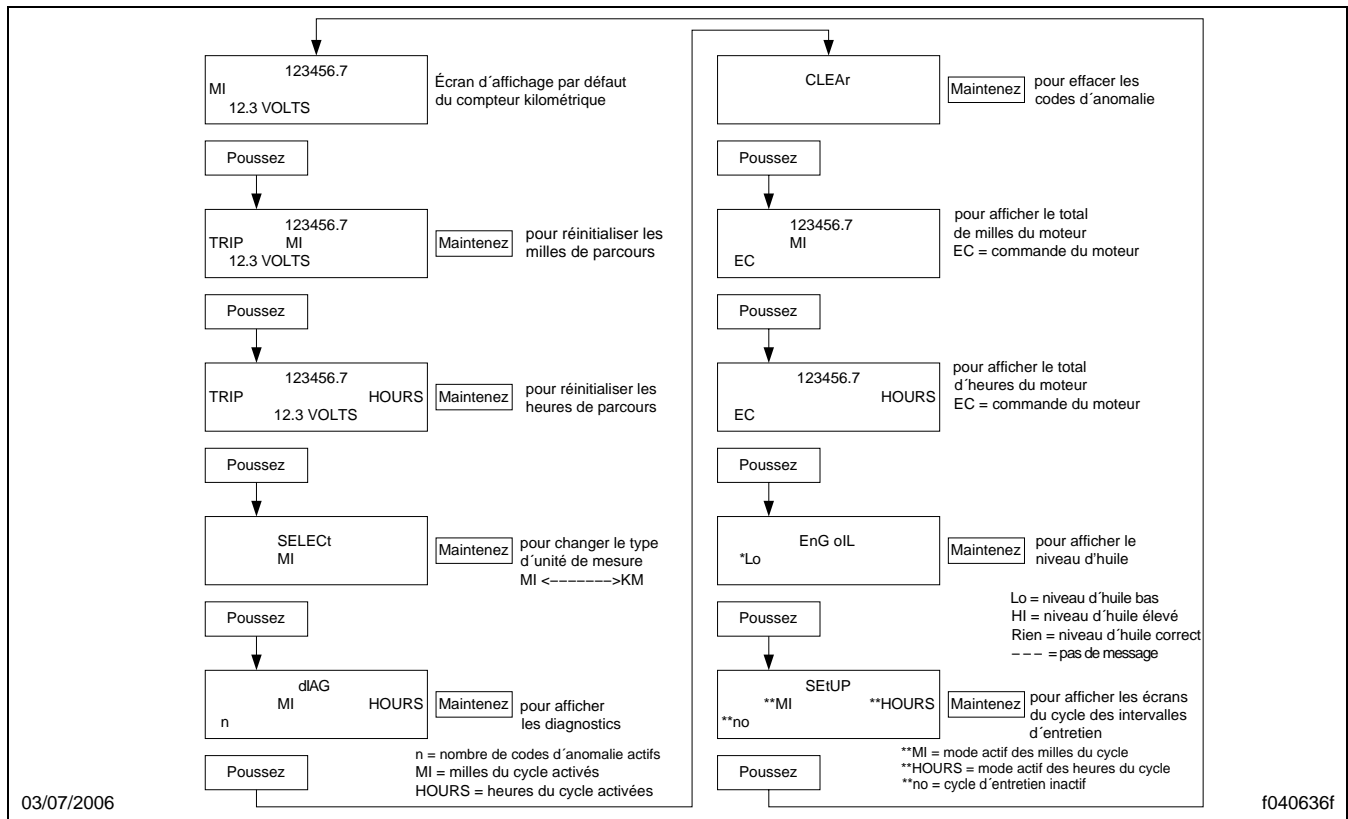 123456.7
MI
12.3 VOLTS
Écran d´affichage par défaut
du compteur kilométrique
Poussez
123456.7
TRIP MI
12.3 VOLTS
Maintenez
pour réinitialiser les
milles de parcours
Poussez
123456.7
TRIP HOURS
12.3 VOLTS
Maintenez
pour réinitialiser les
heures de parcours
Poussez
SELECt
MI
Maintenez
pour changer le type
d´unité de mesure
MI <–––––––>KM
Poussez
dIAG
MI HOURS
n
Maintenez
pour afficher
les diagnostics
n = nombre de codes d´anomalie actifs
MI = milles du cycle activés
HOURS = heures du cycle activées
Poussez
CLEAr
Maintenez
pour effacer les
codes d´anomalie
Poussez
123456.7
MI
EC
pour afficher le total
de milles du moteur
EC = commande du moteur
Poussez
123456.7
HOURS
EC
pour afficher le total
d´heures du moteur
EC = commande du moteur
Poussez
EnG oIL
*Lo
Maintenez
pour afficher le
niveau d'huile
Lo = niveau d´huile bas
HI = niveau d´huile élevé
Rien = niveau d´huile correct
– – – = pas de message
Poussez
SEtUP
**MI **HOURS
**no
Maintenez
pour afficher les écrans
du cycle des intervalles
d´entretien
**MI = mode actif des milles du cycle
**HOURS = mode actif des heures du cycle
**no = cycle d´entretien inactif
Poussez
03/07/2006
f040636f